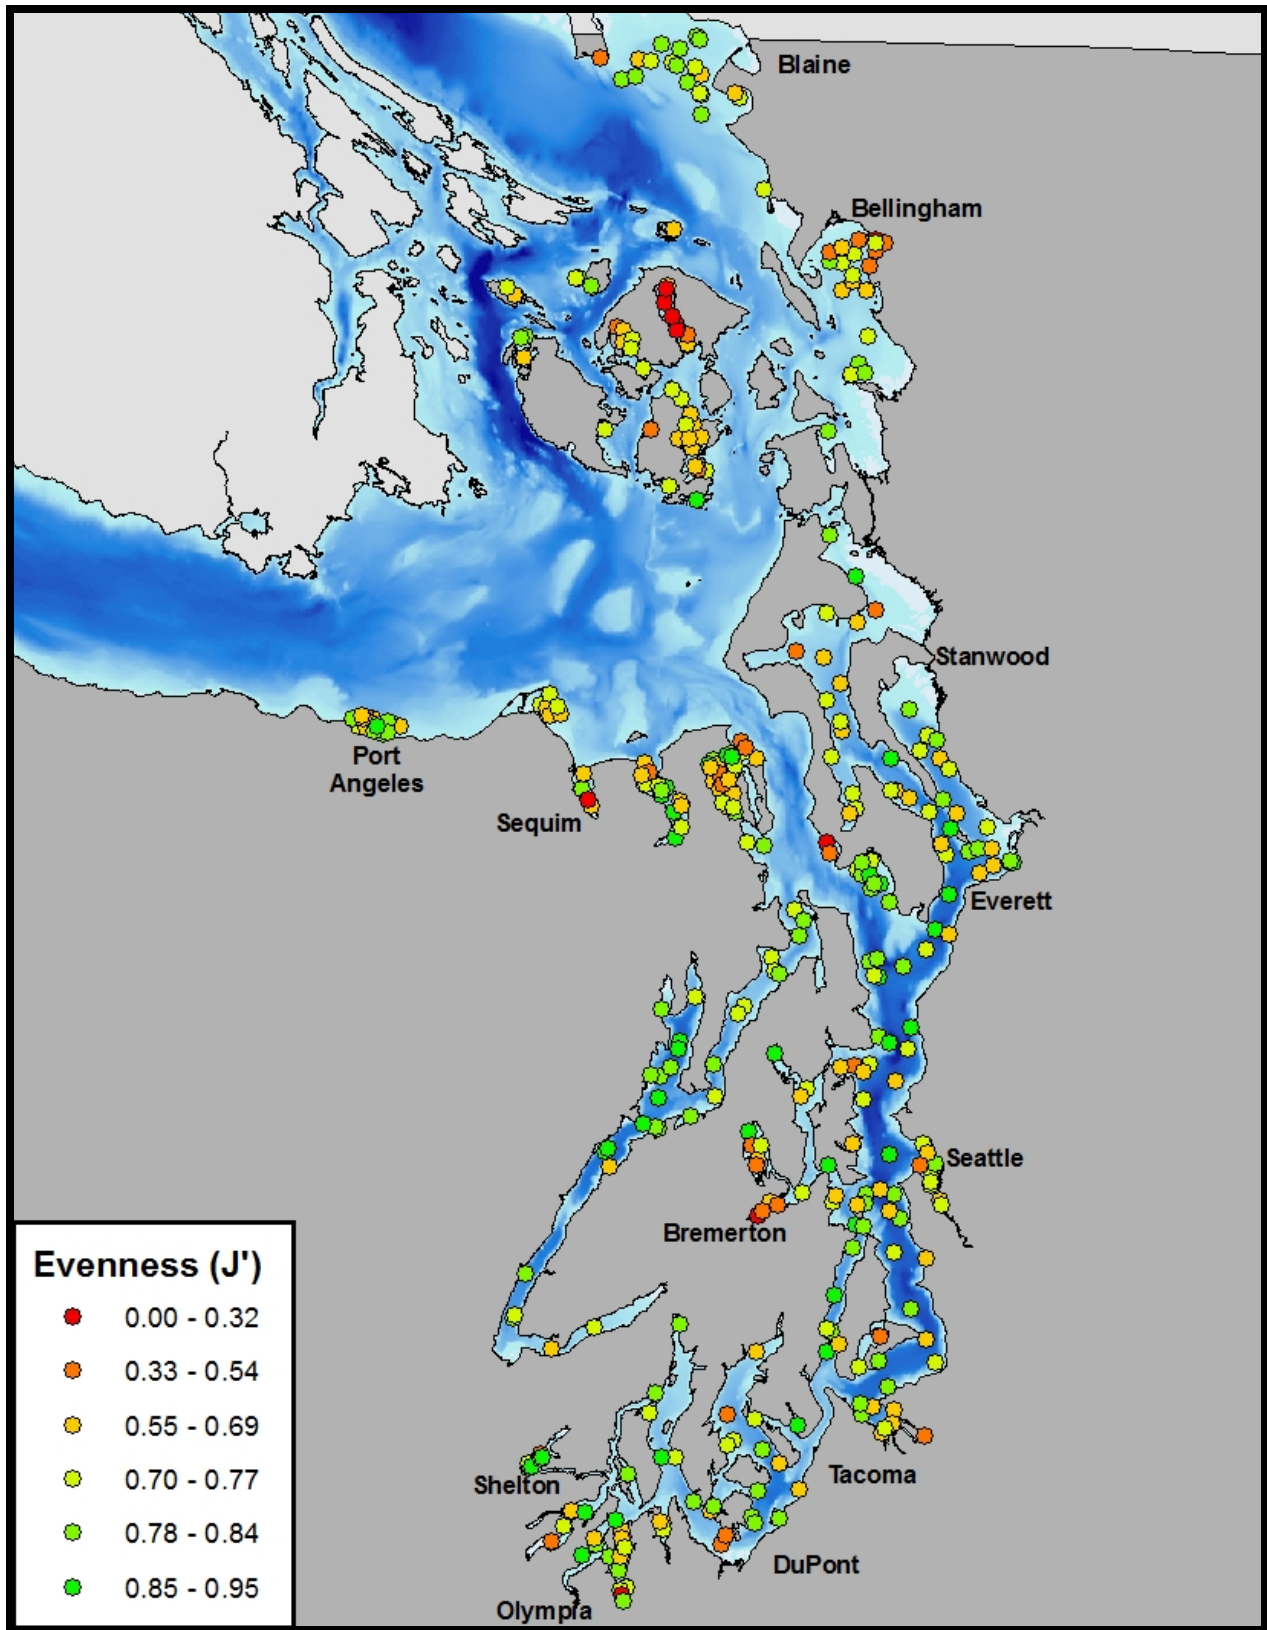 Blaine
Bellingham
Stanwood
Port
Angeles
Sequim
Everett
Seattle
Bremerton
Evenness (J')
0.00 - 0.32
0.33 - 0.54
0.55 - 0.69
0.70 - 0.77
0.78 - 0.84
0.85 - 0.95
Shelton
Tacoma
DuPont
Olympia